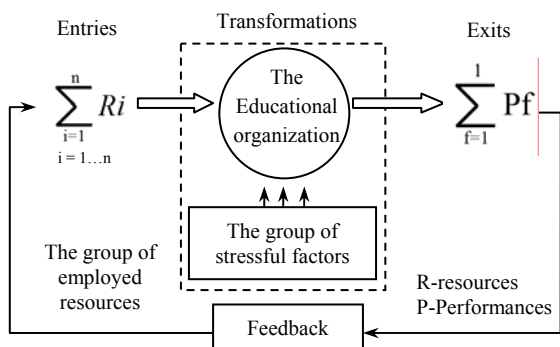 Entries
Transformations
Exits
n
∑ Ri
i=1
i = 1...n
The
Educational
organization
1
∑ Pf
f=1
The group of
stressful factors
The group of
employed
resources
R-resources
P-Performances
Feedback